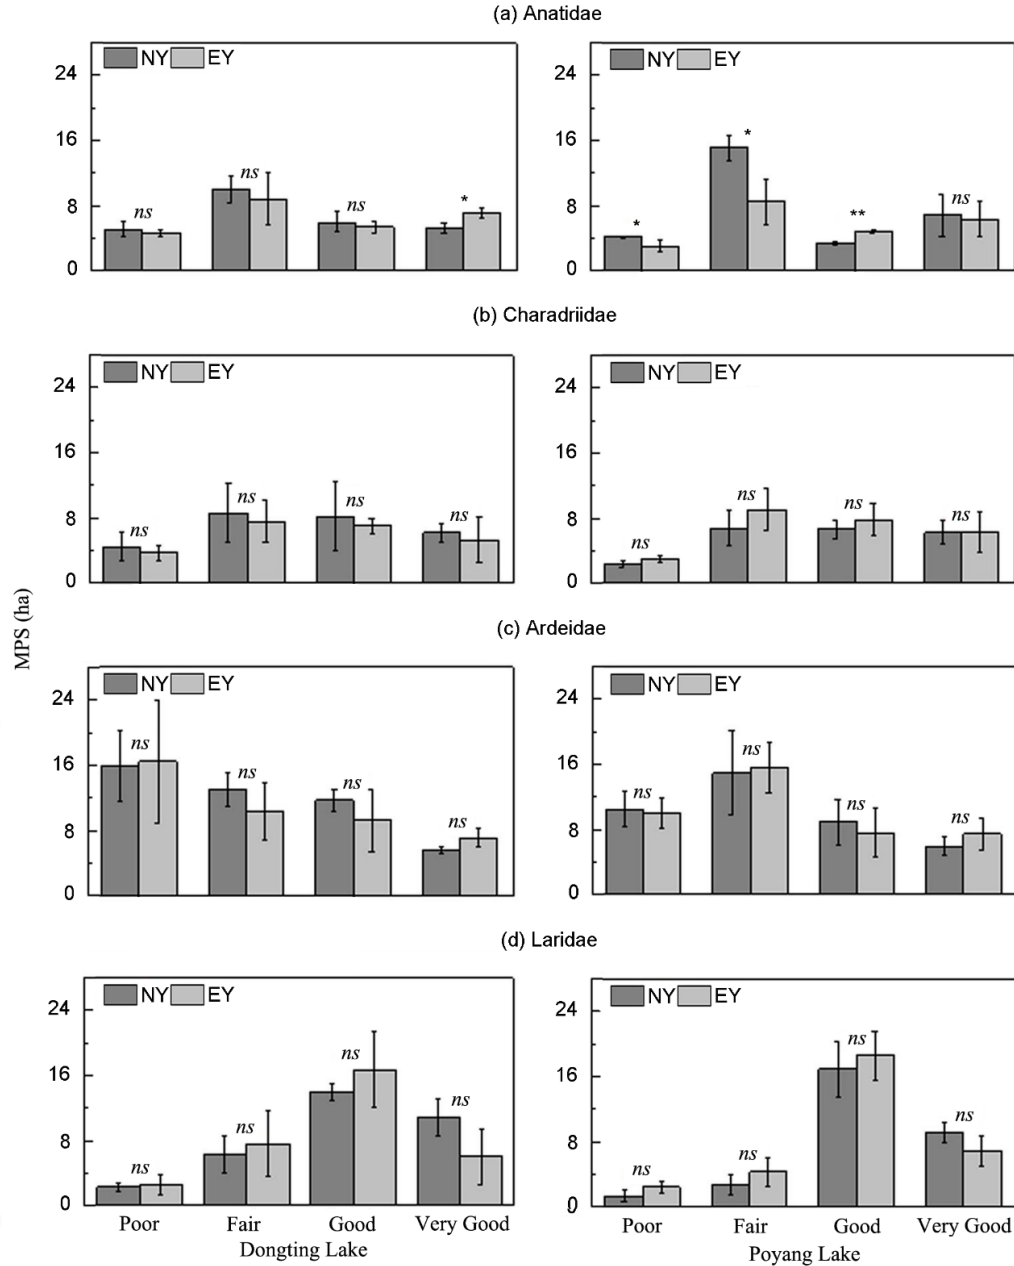 (a) Anatidae
NY EY
24
16
8
0
ns
ns
ns
*
NY EY
24
16
8
0
*
*
**
ns
(b) Charadriidae
NY EY
24
16
8
0
ns
ns
ns
ns
NY EY
24
16
8
0
ns
ns
ns
ns
MPS (ha)
(c) Ardeidae
NY EY
24
16
8
0
ns
ns
ns
ns
NY EY
24
16
8
0
ns
ns
ns
ns
(d) Laridae
NY EY
24
16
8
0
ns
ns
ns
ns
Poor Fair Good Very Good
Dongting Lake
NY EY
24
16
8
0
ns
ns
ns
ns
Poor Fair Good Very Good
Poyang Lake